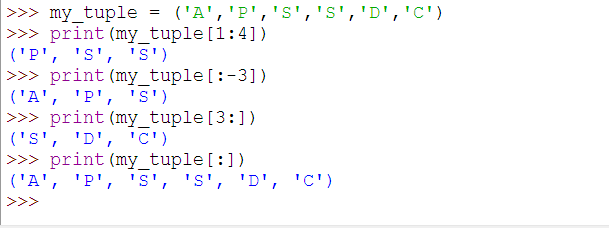 >>> my_tuple = ('A','P','S','S','D','C')
>>> print(my_tuple[1:4])
('P', 'S', 'S')
>>> print(my_tuple[:-3])
('A', 'P', 'S')
>>> print(my_tuple[3:])
('S', 'D', 'C')
>>> print(my_tuple[:])
('A', 'P', 'S', 'S', 'D', 'C')
>>>